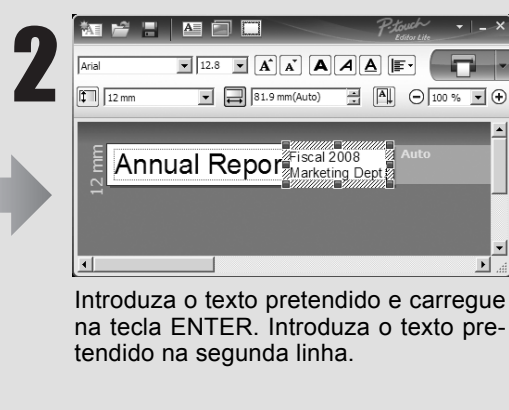 2
P-touch
Editor Lite
Arial
12.8
A A A A A
12 mm
81.9 mm(Auto)
A
100 %
12 mm
Annual Repor
Fiscal 2008
Marketing Dept
Auto
Introduza o texto pretendido e carregue
na tecla ENTER. Introduza o texto pre-
tendido na segunda linha.